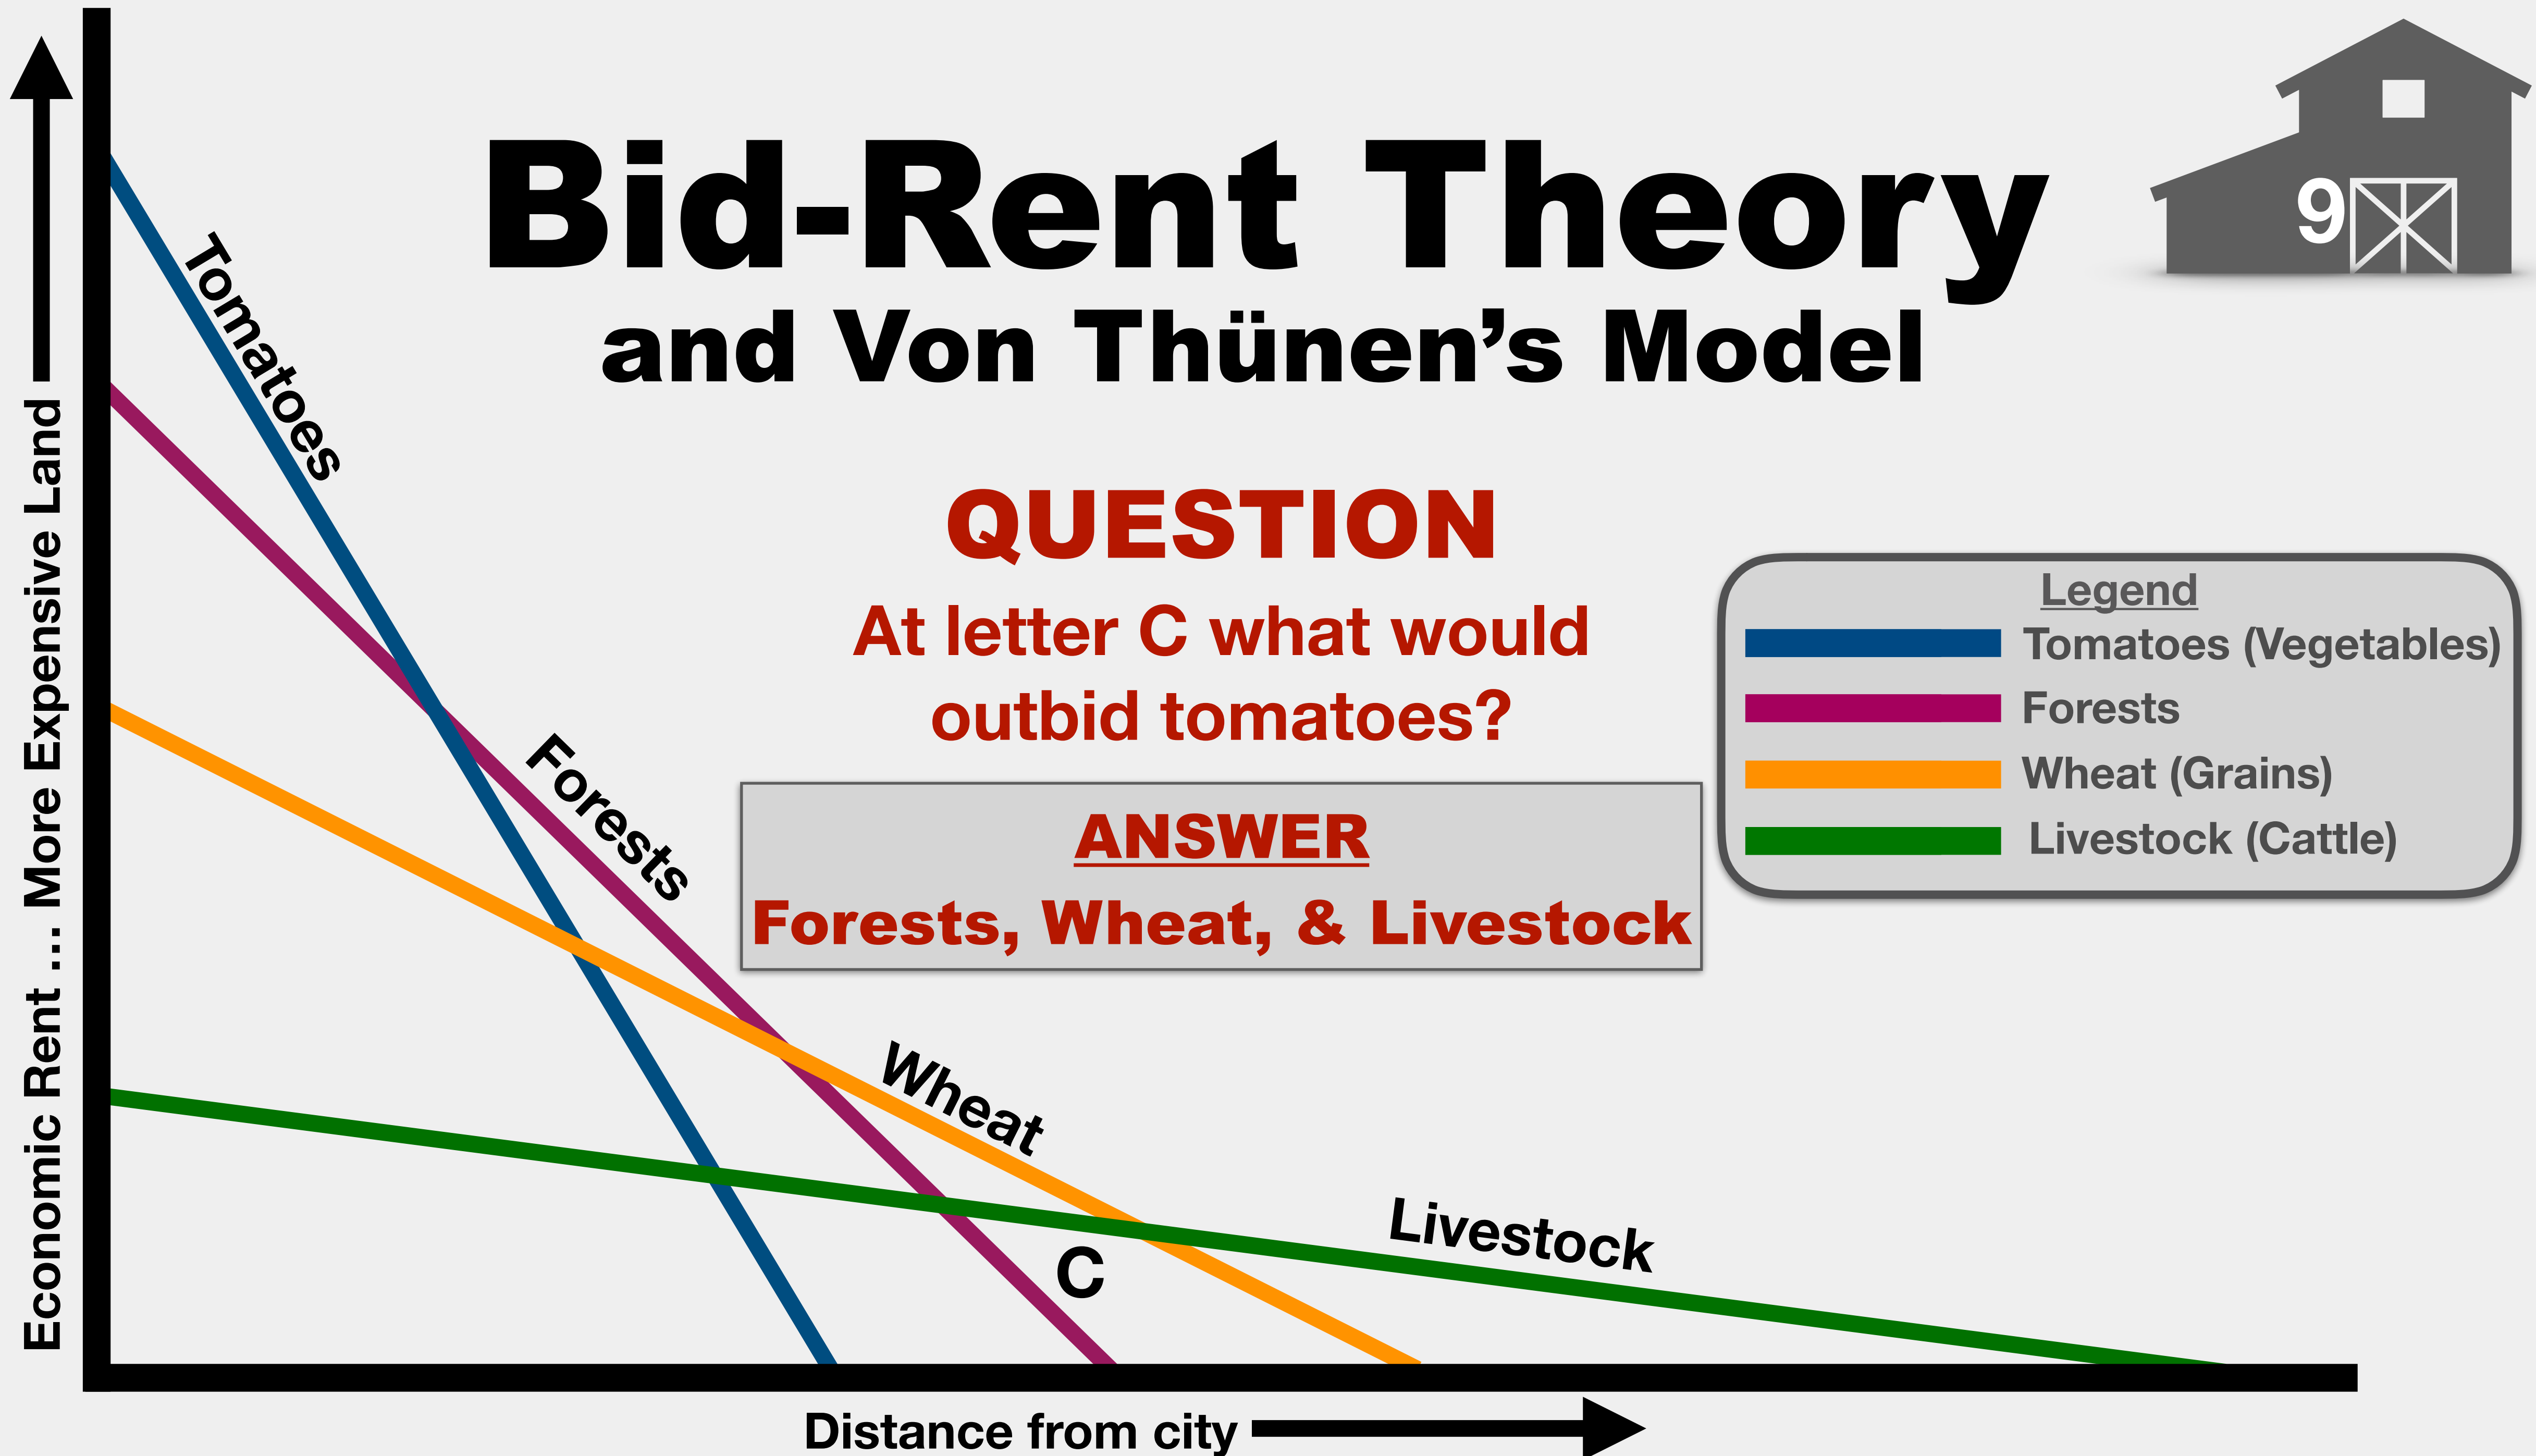 Bid-Rent Theory
and Von Thünen’s Model
9
Economic Rent ... More Expensive Land
Tomatoes
Forests
Wheat
Livestock
C
QUESTION
At letter C what would
outbid tomatoes?
ANSWER
Forests, Wheat, & Livestock
Legend
Tomatoes (Vegetables)
Forests
Wheat (Grains)
Livestock (Cattle)
Distance from city